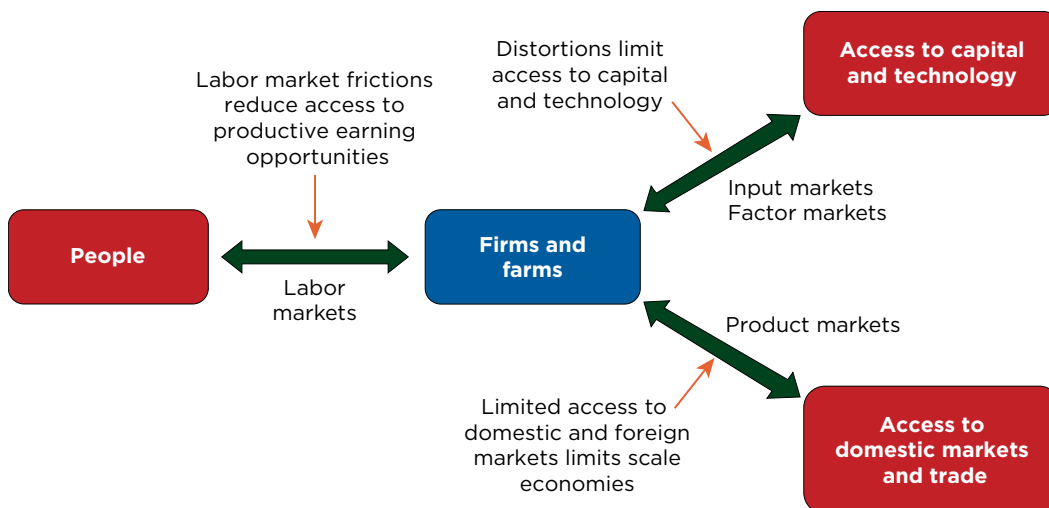 Labor market frictions
reduce access to
productive earning
opportunities
People
Labor
markets
Firms and
farms
Distortions limit
access to capital
and technology
Access to capital
and technology
Input markets
Factor markets
Product markets
Limited access to
domestic and foreign
markets limits scale
economies
Access to
domestic markets
and trade